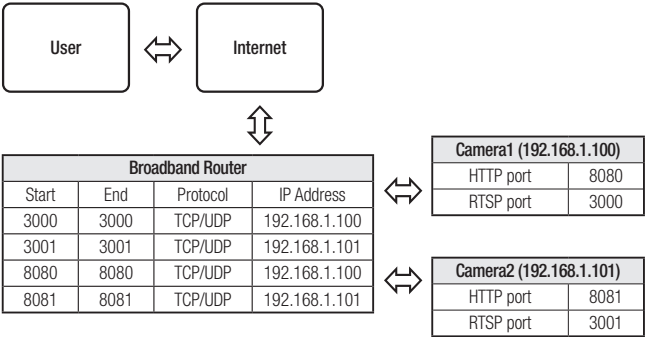 User
Internet
Broadband Router
Start End Protocol IP Address
3000 3000 TCP/UDP 192.168.1.100
3001 3001 TCP/UDP 192.168.1.101
8080 8080 TCP/UDP 192.168.1.100
8081 8081 TCP/UDP 192.168.1.101
Camera1 (192.168.1.100)
HTTP port 8080
RTSP port 3000
Camera2 (192.168.1.101)
HTTP port 8081
RTSP port 3001